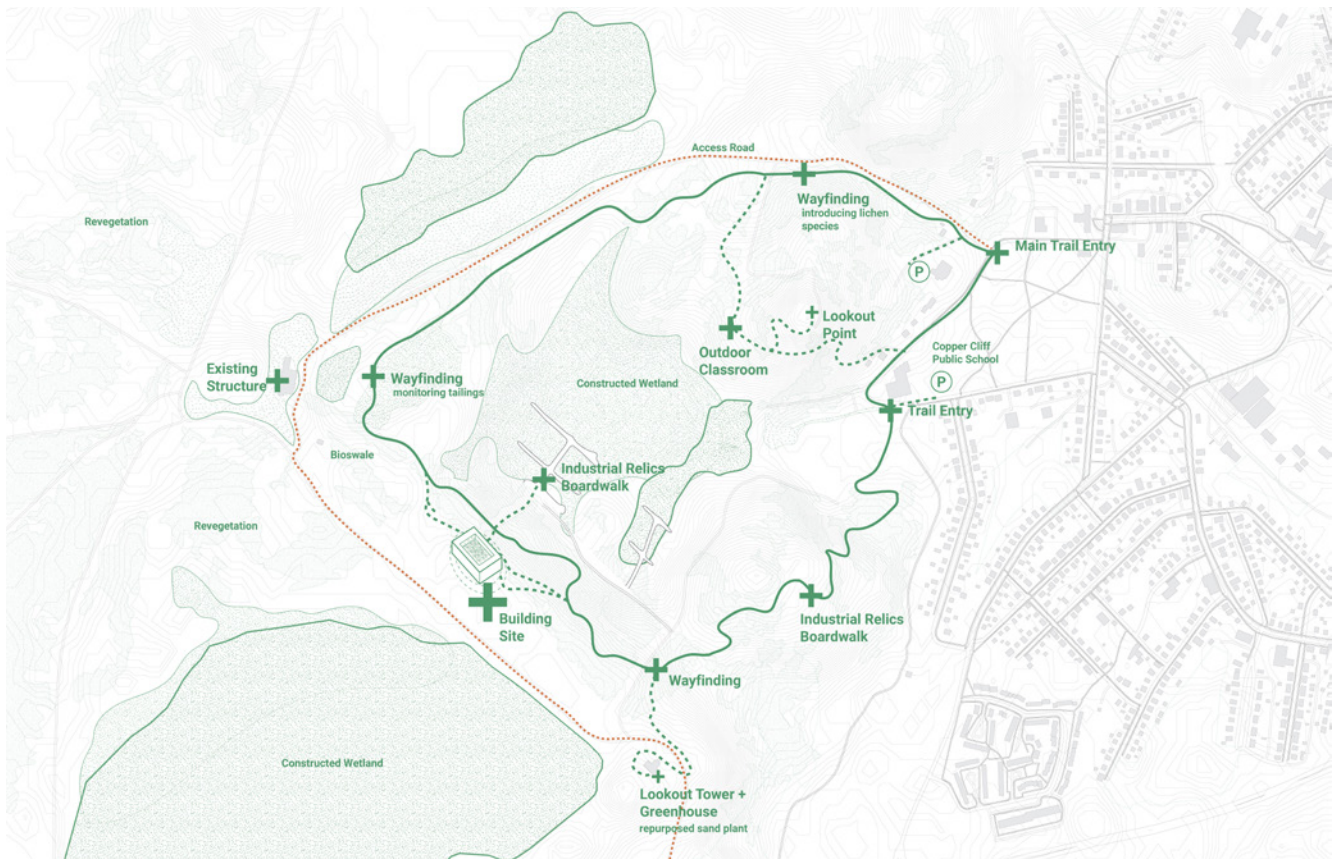 Access Road
Wayfinding
introducing lichen
species
Revegetation
Main Trail Entry
P
Lookout
Point
Outdoor
Classroom
Copper Cliff
Public School
P
Existing
Structure
Wayfinding
monitoring tailings
Constructed Wetland
Trail Entry
Bioswale
Industrial Relics
Boardwalk
Revegetation
Building
Site
Industrial Relics
Boardwalk
Wayfinding
Constructed Wetland
Lookout Tower +
Greenhouse
repurposed sand plant